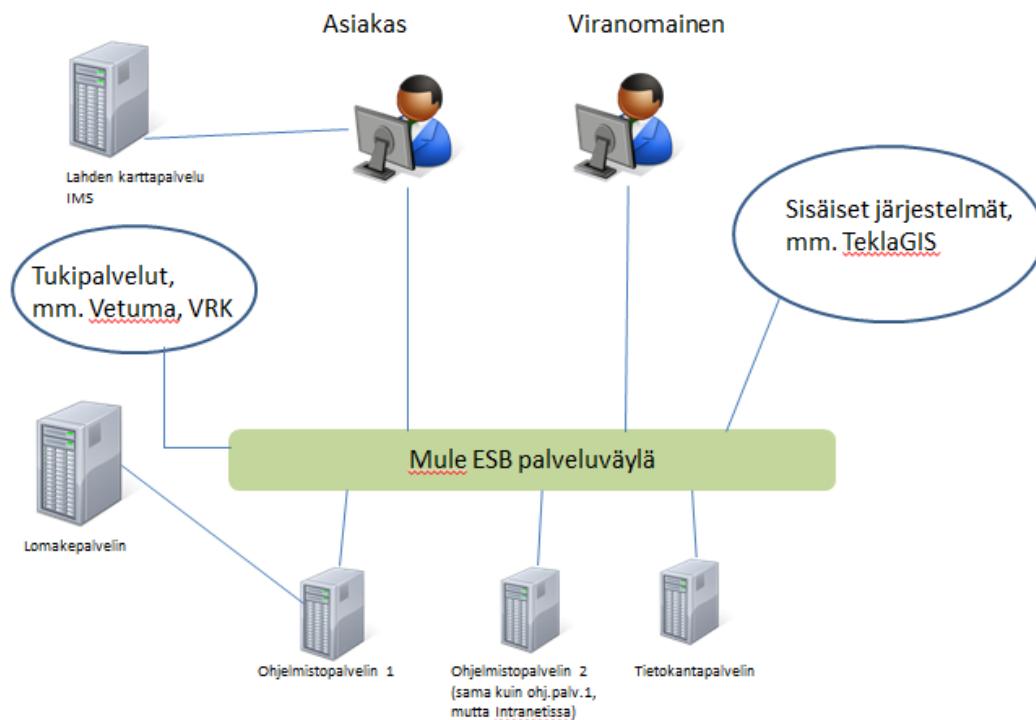 Asiakas
Viranomainen
Lahden karttapalvelu
IMS
Sisäiset järjestelmät,
mm. TeklaGIS
Tukipalvelut,
mm. Vetuma, VRK
Mule ESB palveluväylä
Lomakepalvelin
Ohjelmistopalvelin 1
Ohjelmistopalvelin 2
(sama kuin ohj.palv.1,
mutta Intranetissa)
Tietokantapalvelin